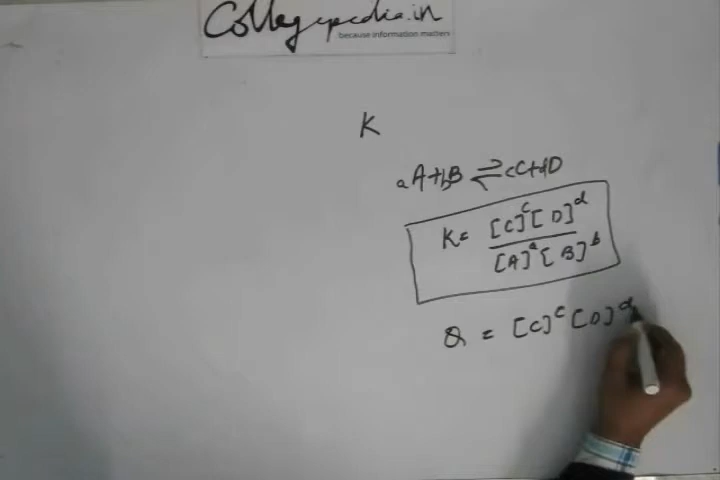 Collegepedia.in
because information matters
K
aA+bB ⇌ cC+dD
K= [C]^c [D]^d / [A]^a [B]^b
Q = [C]^c [D]^d